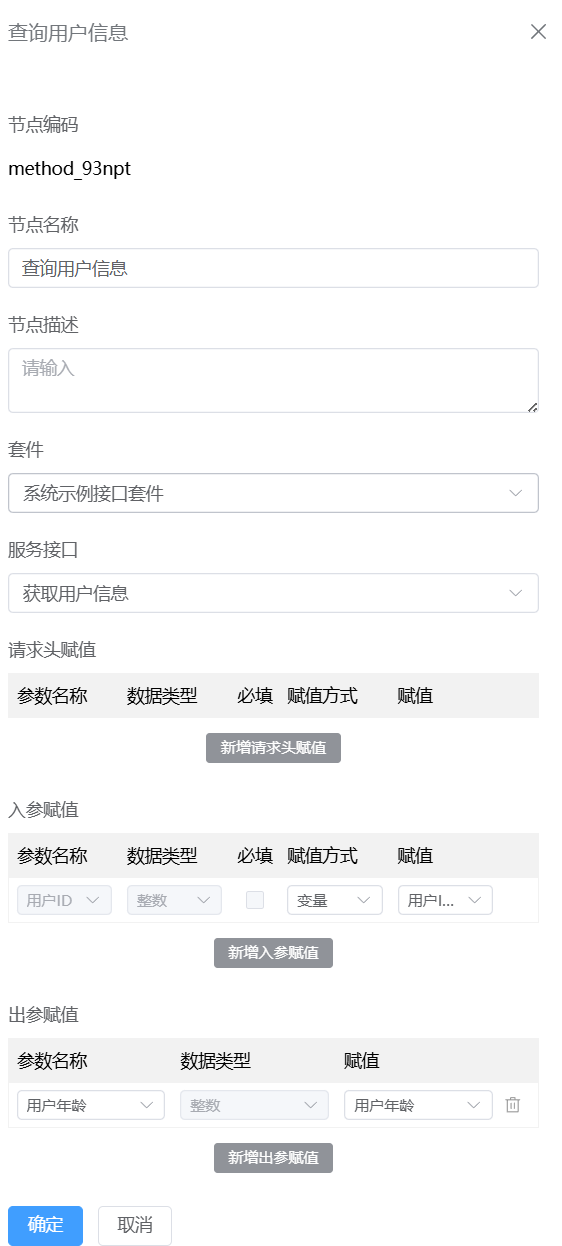 查询用户信息
节点编码
method_93npt
节点名称
查询用户信息
节点描述
请输入
套件
系统示例接口套件
服务接口
获取用户信息
请求头赋值
参数名称 数据类型 必填 赋值方式 赋值
新增请求头赋值
入参赋值
参数名称 数据类型 必填 赋值方式 赋值
用户ID 整数 变量 用户I...
新增入参赋值
出参赋值
参数名称 数据类型 赋值
用户年龄 整数 用户年龄
新增出参赋值
确定 取消